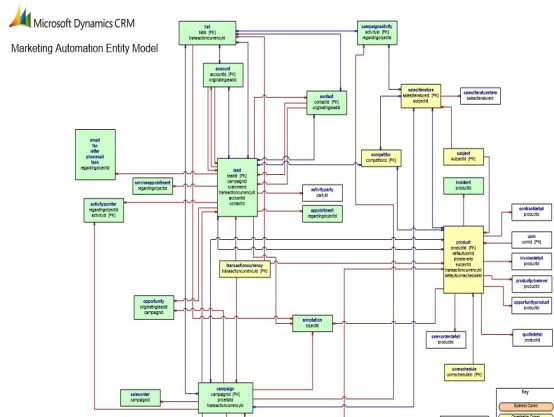 Microsoft Dynamics CRM
Marketing Automation Entity Model
list
listid [PK]
transactioncurrencyid
campaignactivity
activityid [PK]
regardingobjectid
account
accountid [PK]
originatingleadid
contact
contactid [PK]
originatingleadid
salesliterature
salesliteratureid [PK]
subjectid
salesliteratureid
email
fax
letter
phonecall
task
regardingobjectid
competitor
competitorid [PK]
subject
subjectid [PK]
lead
leadid [PK]
campaignid
customerid
transactioncurrencyid
accountid
contactid
serviceappointment
regardingobjectid
activityparty
partyid
incident
productid
activitypointer
regardingobjectid
activityid [PK]
appointment
regardingobjectid
contractdetail
productid
product
productid [PK]
defaultuomid
pricelevelid
subjectid
transactioncurrencyid
defaultuomscheduleid
uom
uomid [PK]
invoicedetail
productid
transactioncurrency
transactioncurrencyid [PK]
productpricelevel
productid
opportunityproduct
productid
opportunity
originatingleadid
campaignid
annotation
objectid
salesorderdetail
productid
quotedetail
productid
uomschedule
uomscheduleid [PK]
salesorder
campaignid
campaign
campaignid [PK]
pricelistid
transactioncurrencyid
Key
Business Owned